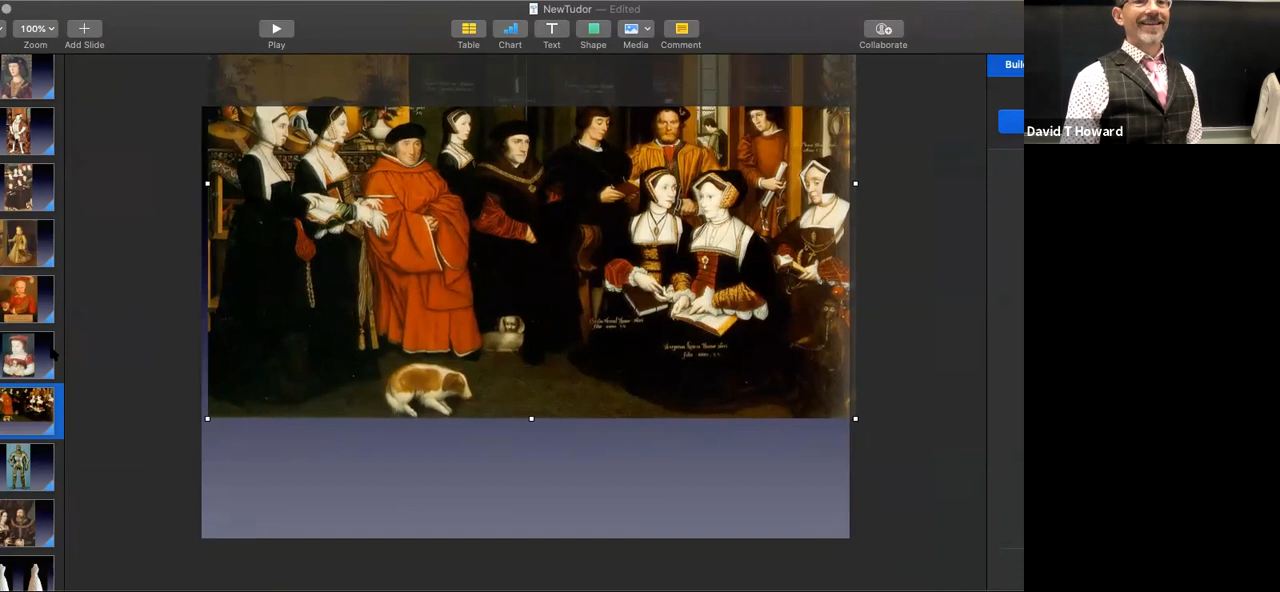 NewTudor — Edited
100%
Zoom
Add Slide
Play
Table
Chart
Text
Shape
Media
Comment
Collaborate
David T Howard